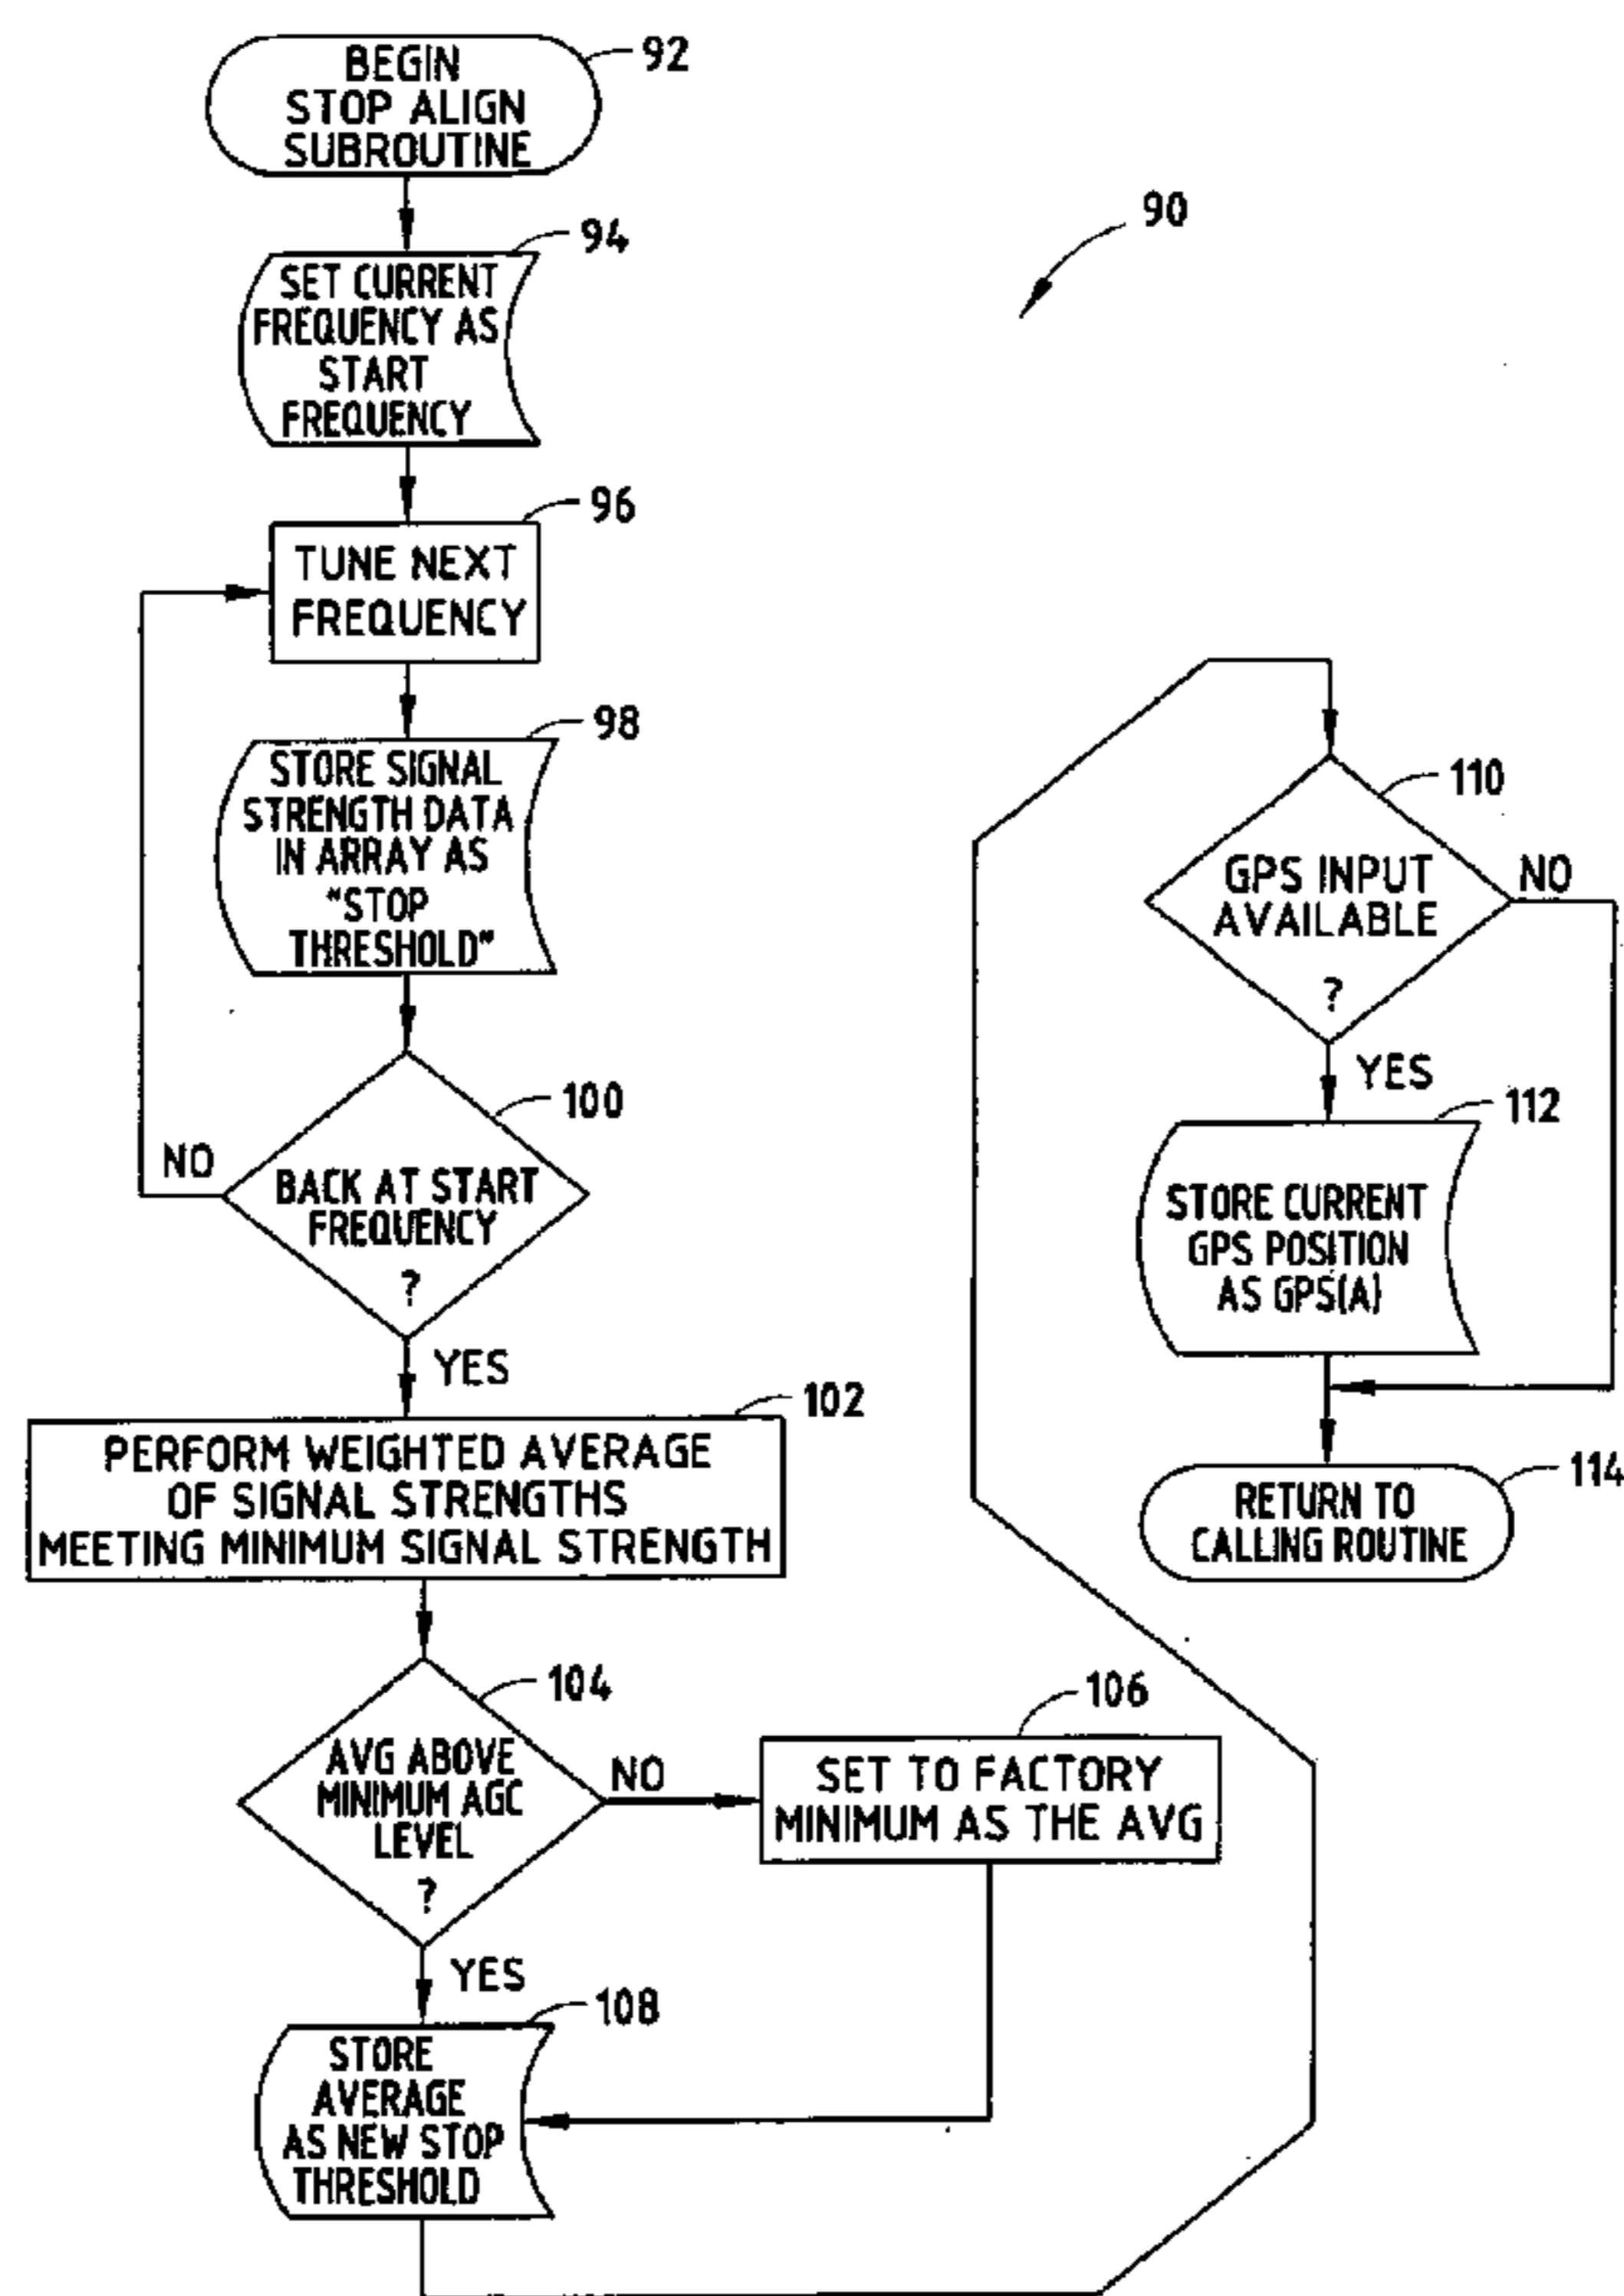 BEGIN
STOP ALIGN
SUBROUTINE
92
90
SET CURRENT
FREQUENCY AS
START
FREQUENCY
94
TUNE NEXT
FREQUENCY
96
STORE SIGNAL
STRENGTH DATA
IN ARRAY AS
"STOP
THRESHOLD"
98
BACK AT START
FREQUENCY
?
100
NO
YES
PERFORM WEIGHTED AVERAGE
OF SIGNAL STRENGTHS
MEETING MINIMUM SIGNAL STRENGTH
102
AVG ABOVE
MINIMUM AGC
LEVEL
?
104
NO
SET TO FACTORY
MINIMUM AS THE AVG
106
YES
STORE
AVERAGE
AS NEW STOP
THRESHOLD
108
GPS INPUT
AVAILABLE
?
110
NO
YES
STORE CURRENT
GPS POSITION
AS GPS(A)
112
RETURN TO
CALLING ROUTINE
114